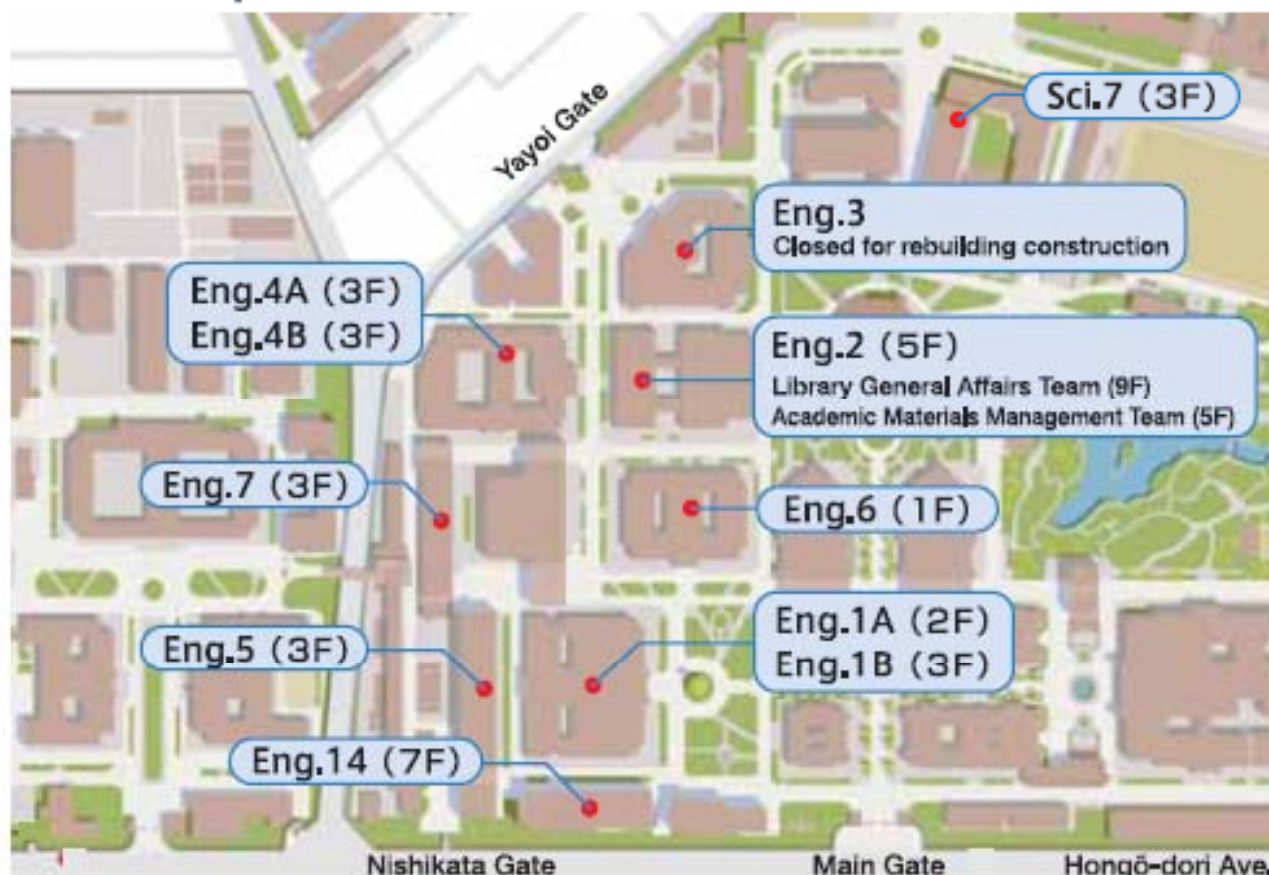 Yayoi Gate
Sci.7 (3F)
Eng.3
Closed for rebuilding construction
Eng.4A (3F)
Eng.4B (3F)
Eng.2 (5F)
Library General Affairs Team (9F)
Academic Materials Management Team (5F)
Eng.7 (3F)
Eng.6 (1F)
Eng.1A (2F)
Eng.1B (3F)
Eng.5 (3F)
Eng.14 (7F)
Nishikata Gate
Main Gate
Hongō-dori Ave.